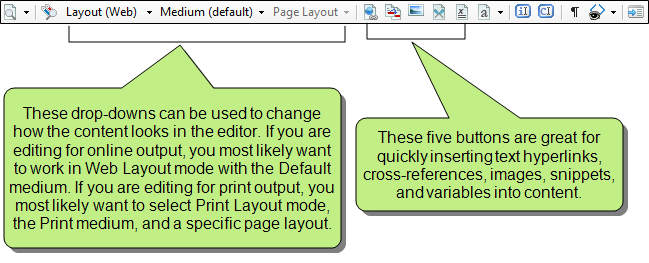 Layout (Web) Medium (default) Page Layout x a iI CI ¶
These drop-downs can be used to change
how the content looks in the editor. If you are
editing for online output, you most likely want
to work in Web Layout mode with the Default
medium. If you are editing for print output, you
most likely want to select Print Layout mode,
the Print medium, and a specific page layout.
These five buttons are great for
quickly inserting text hyperlinks,
cross-references, images, snippets,
and variables into content.